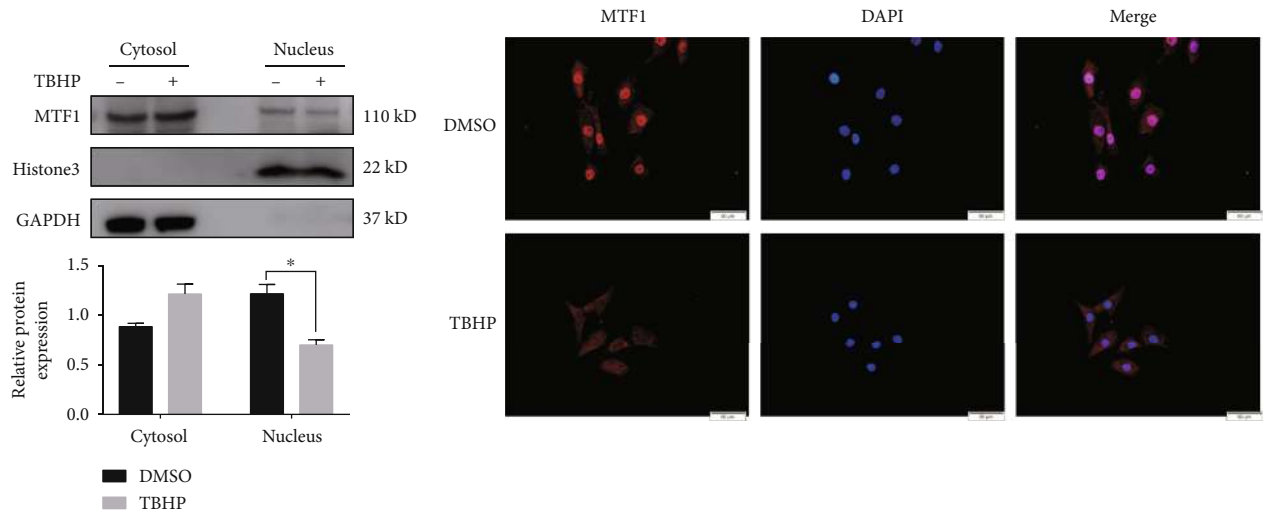 Cytosol Nucleus
TBHP – + – +
MTF1 110 kD
Histone3 22 kD
GAPDH 37 kD
Relative protein
expression
1.5
1.0
0.5
0.0
*
Cytosol Nucleus
DMSO
TBHP
MTF1 DAPI Merge
DMSO
TBHP